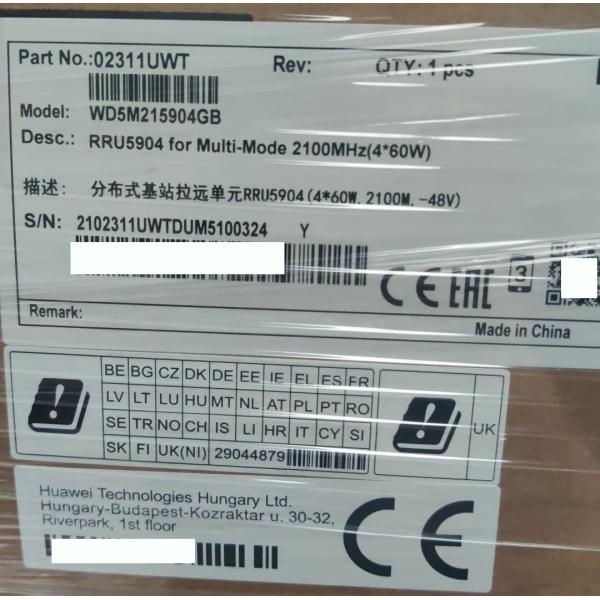 Part No.:02311UWT Rev: QTY: 1 pcs
Model: WD5M215904GB
Desc.: RRU5904 for Multi-Mode 2100MHz(4*60W)
描述: 分布式基站拉远单元RRU5904(4*60W,2100M,-48V)
S/N: 2102311UWTDUM5100324 Y
CE EAC 3
Remark:
Made in China
BE BG CZ DK DE EE IE EL ES FR
LV LT LU HU MT NL AT PL PT RO
SE TR NO CH IS LI HR IT CY SI
UK
SK FI UK(NI) 29044879
Huawei Technologies Hungary Ltd.
Hungary-Budapest-Kozraktar u. 30-32,
Riverpark, 1st floor
CE